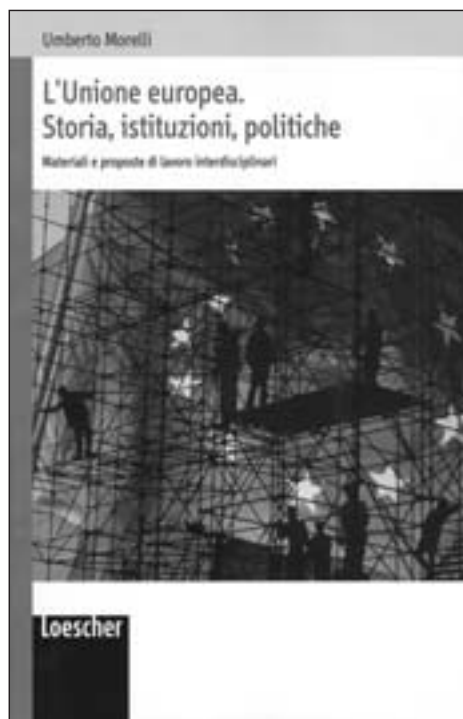 Umberto Morelli
L'Unione europea.
Storia, istituzioni, politiche
Materiali e proposte di lavoro interdisciplinari
Loescher